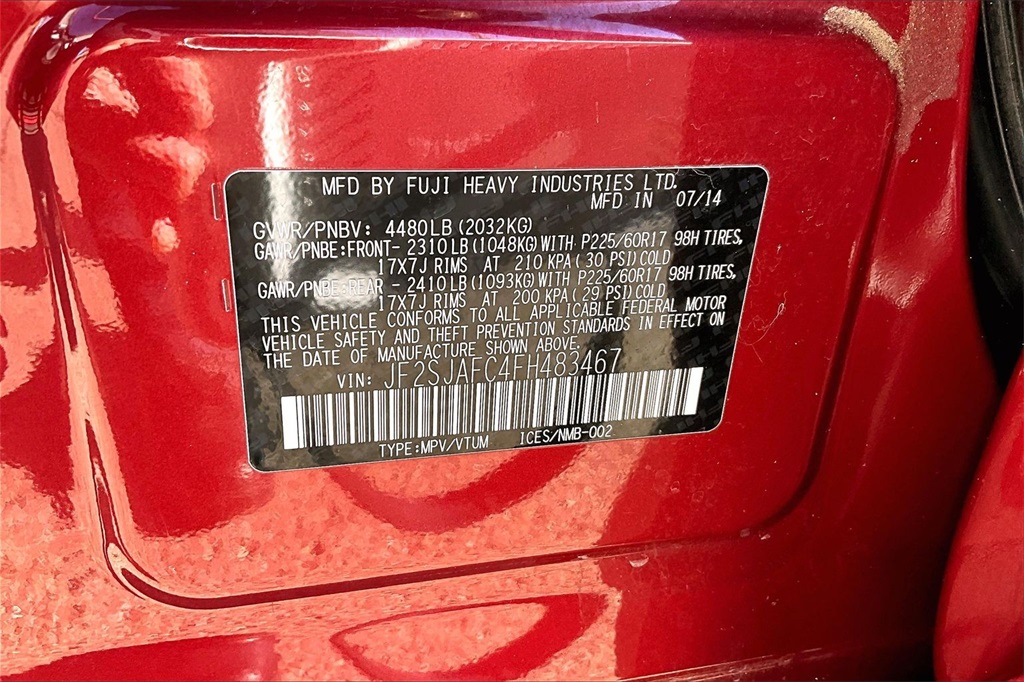 MFD BY FUJI HEAVY INDUSTRIES LTD.
MFD IN 07/14
GVWR/PNBV: 4480LB(2032KG)
GAWR/PNBE:FRONT- 2310LB(1048KG)WITH P225/60R17 98H TIRES,
17X7J RIMS AT 210 KPA(30 PSI)COLD
GAWR/PNBE:REAR - 2410LB(1093KG)WITH P225/60R17 98H TIRES,
17X7J RIMS AT 200 KPA(29 PSI)COLD
THIS VEHICLE CONFORMS TO ALL APPLICABLE FEDERAL MOTOR
VEHICLE SAFETY AND THEFT PREVENTION STANDARDS IN EFFECT ON
THE DATE OF MANUFACTURE SHOWN ABOVE.
VIN: JF2SJAFC4FH483467
TYPE:MPV/VTUM ICES/NMB-002